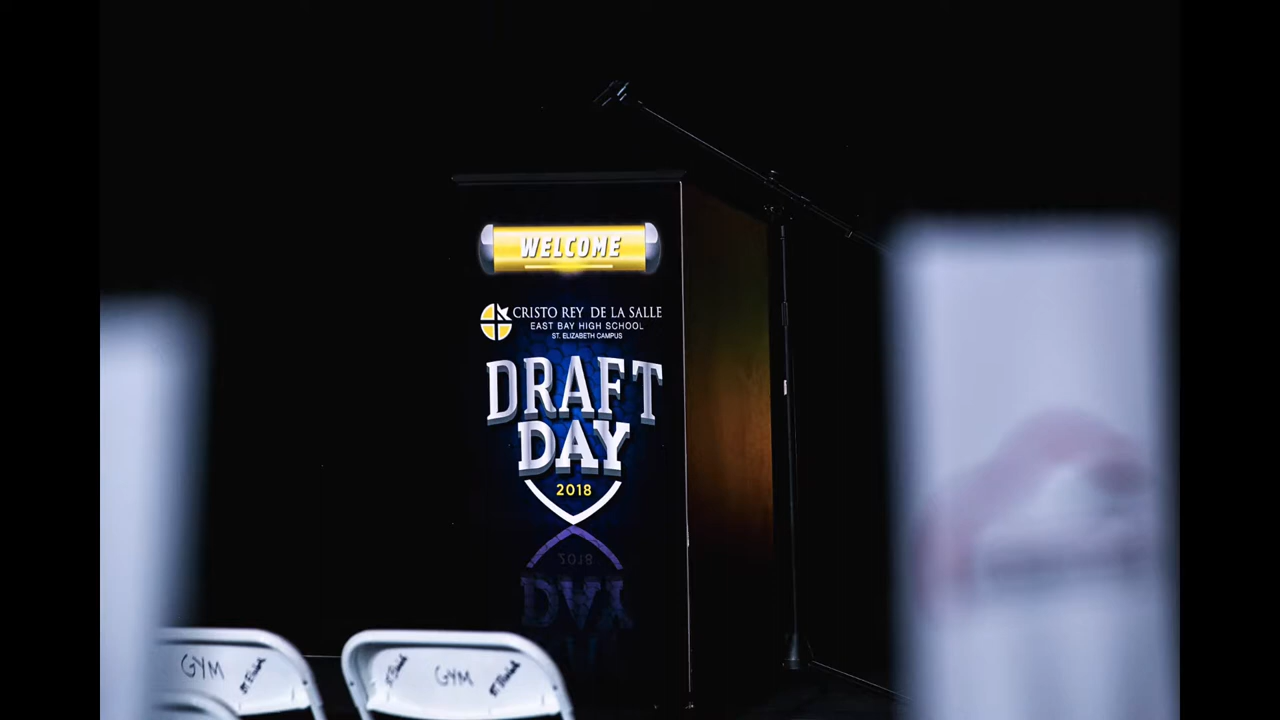 WELCOME
CRISTO REY DE LA SALLE
EAST BAY HIGH SCHOOL
ST. ELIZABETH CAMPUS
DRAFT
DAY
2018
GYM
GYM